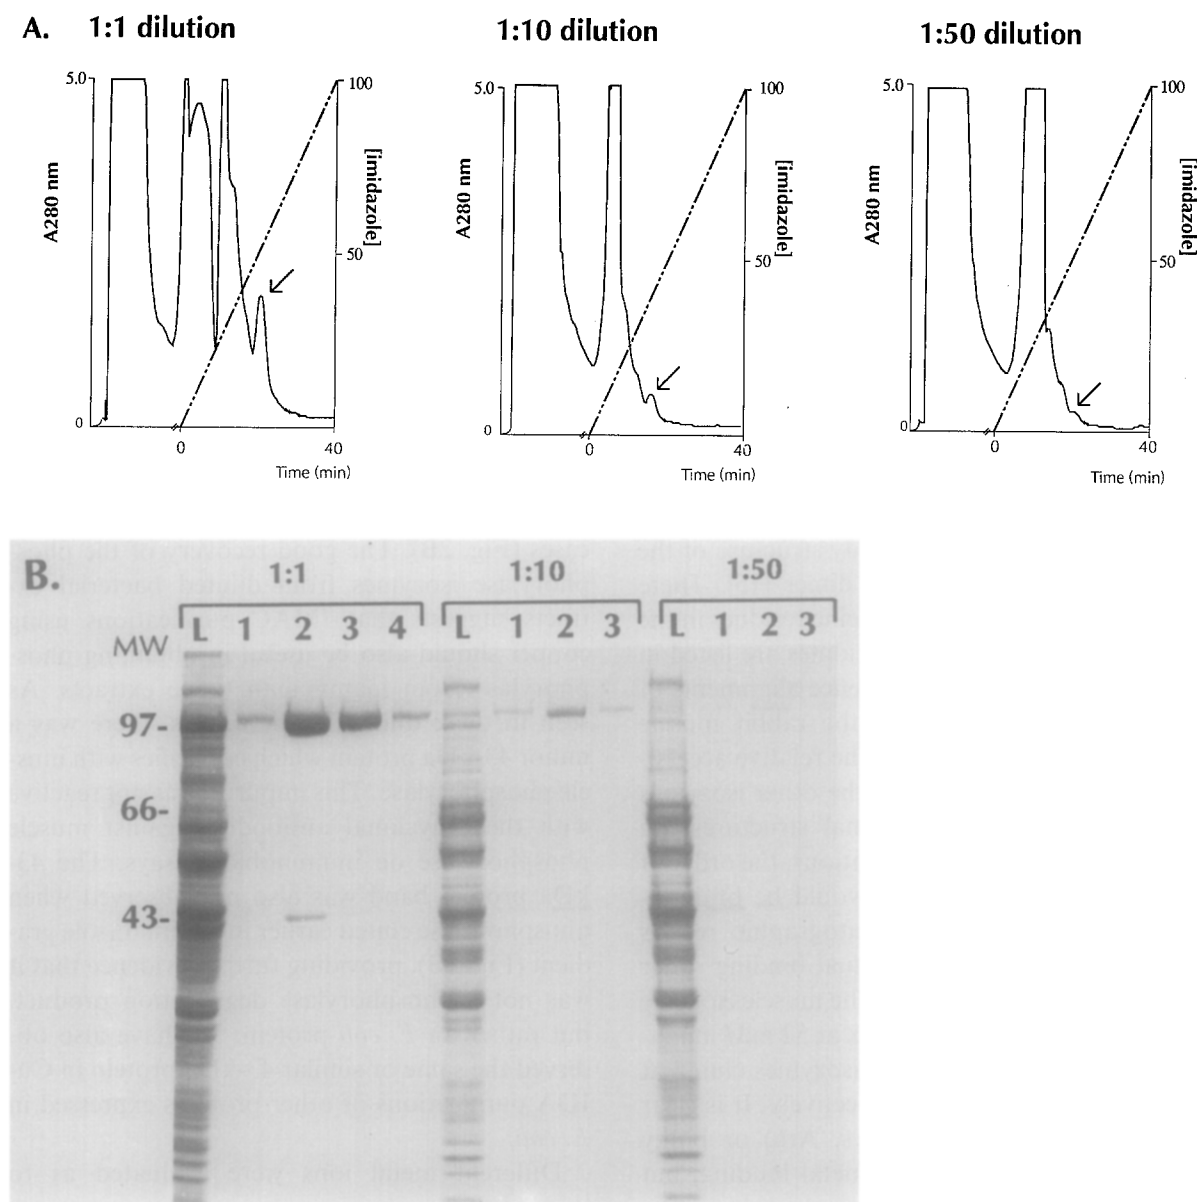 A. 1:1 dilution 1:10 dilution 1:50 dilution
5.0 100 5.0 100 5.0 100
A280 nm [imidazole] A280 nm [imidazole] A280 nm [imidazole]
50 50 50
0 0 0
0 40 0 40 0 40
Time (min) Time (min) Time (min)
B. 1:1 1:10 1:50
MW L 1 2 3 4 L 1 2 3 L 1 2 3
97-
66-
43-